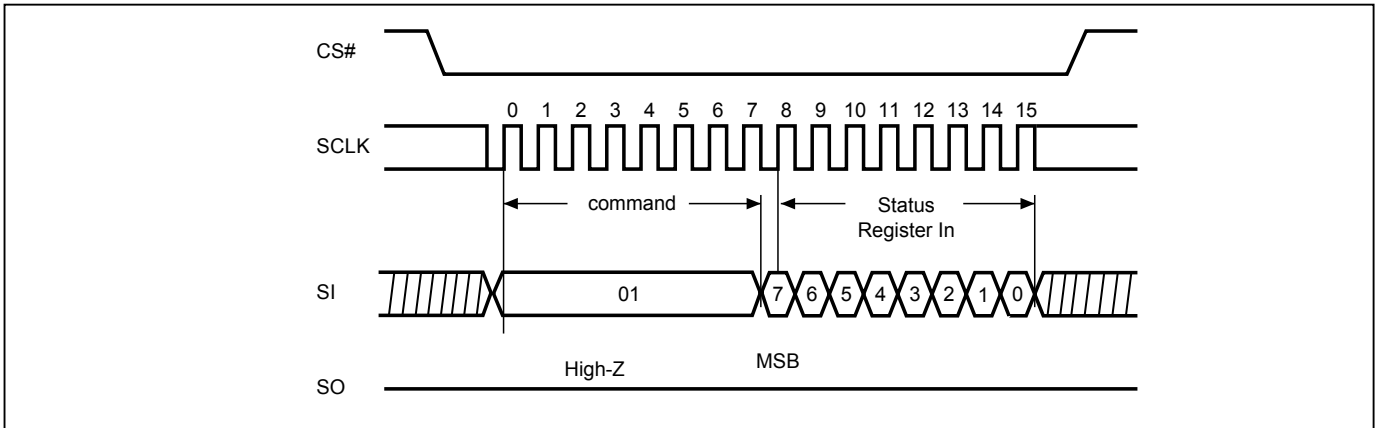 CS#
0 1 2 3 4 5 6 7 8 9 10 11 12 13 14 15
SCLK
command
Status
Register In
SI
01
7 6 5 4 3 2 1 0
High-Z
MSB
SO